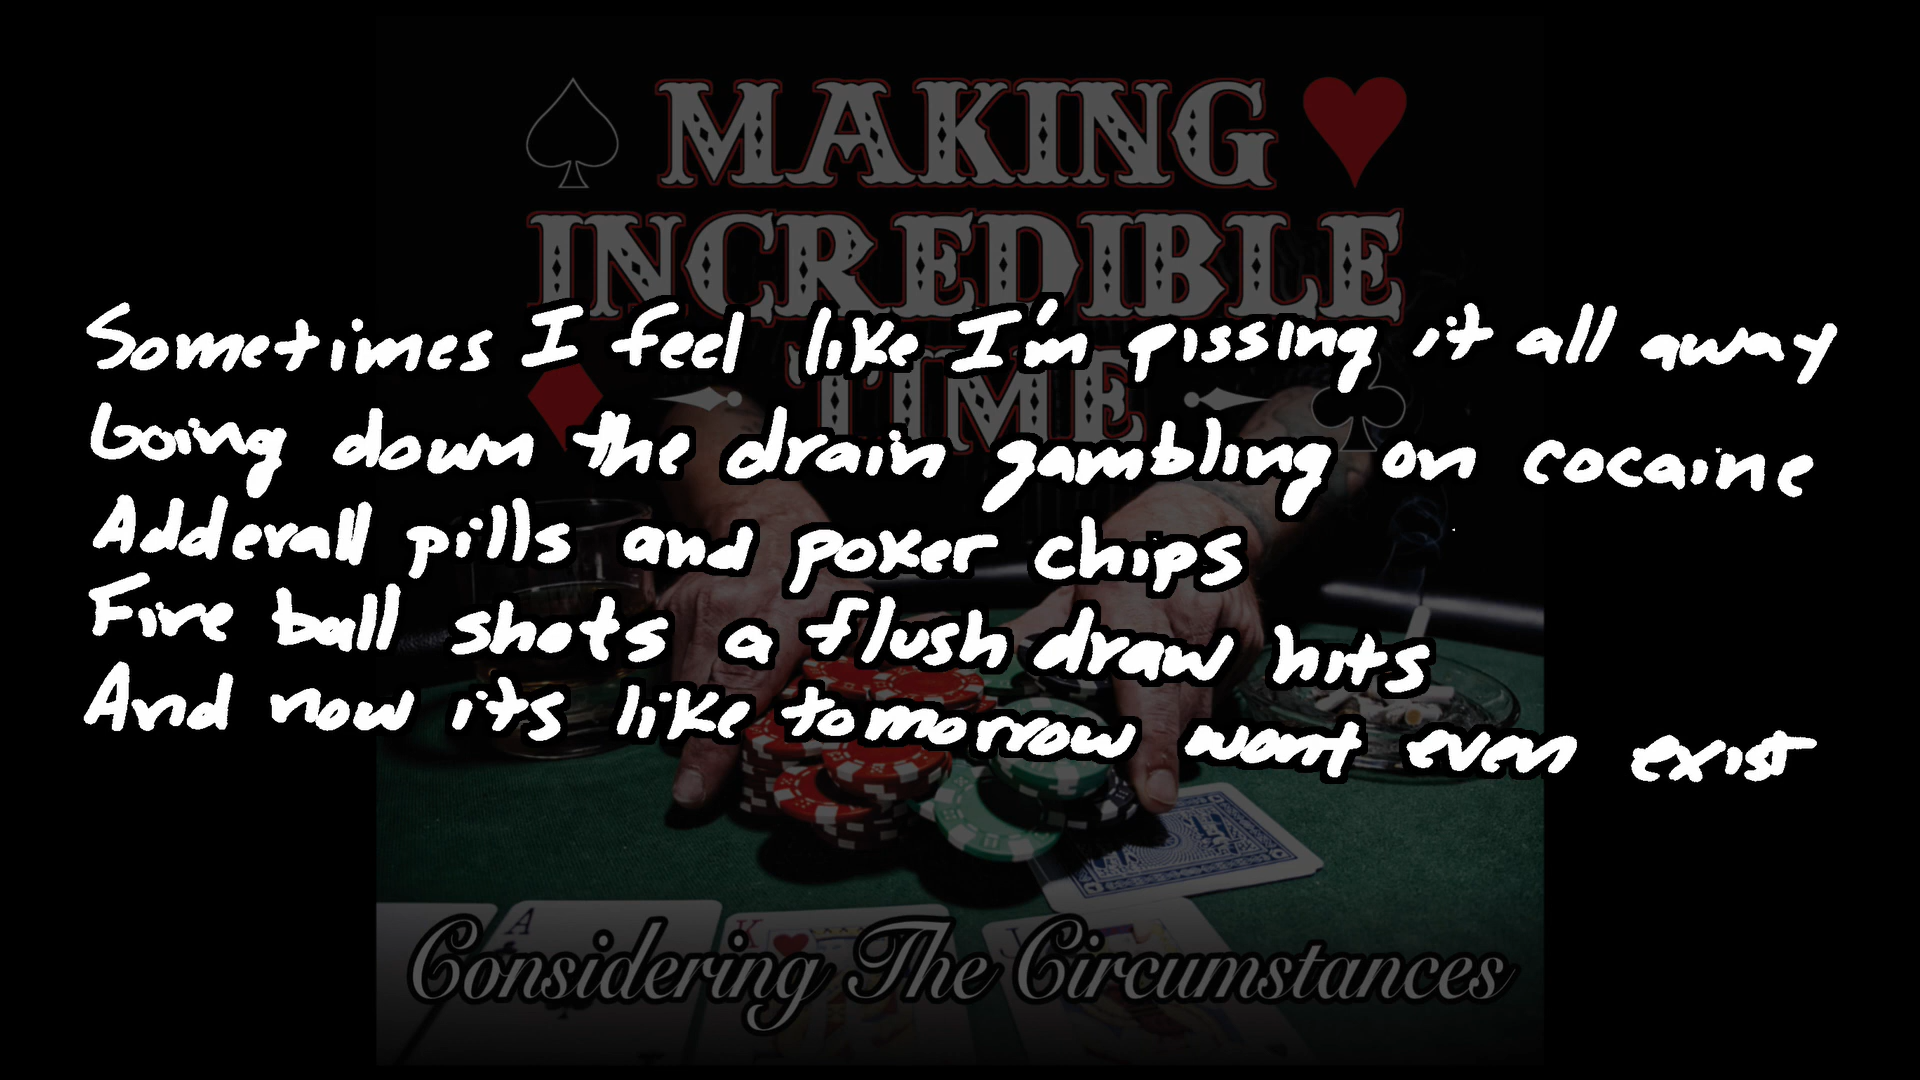 MAKING
INCREDIBLE
TIME
Sometimes I feel like I'm pissing it all away
Going down the drain gambling on cocaine
Adderall pills and poker chips
Fire ball shots a flush draw hits
And now its like tomorrow wont even exist
A
K
J
Considering The Circumstances